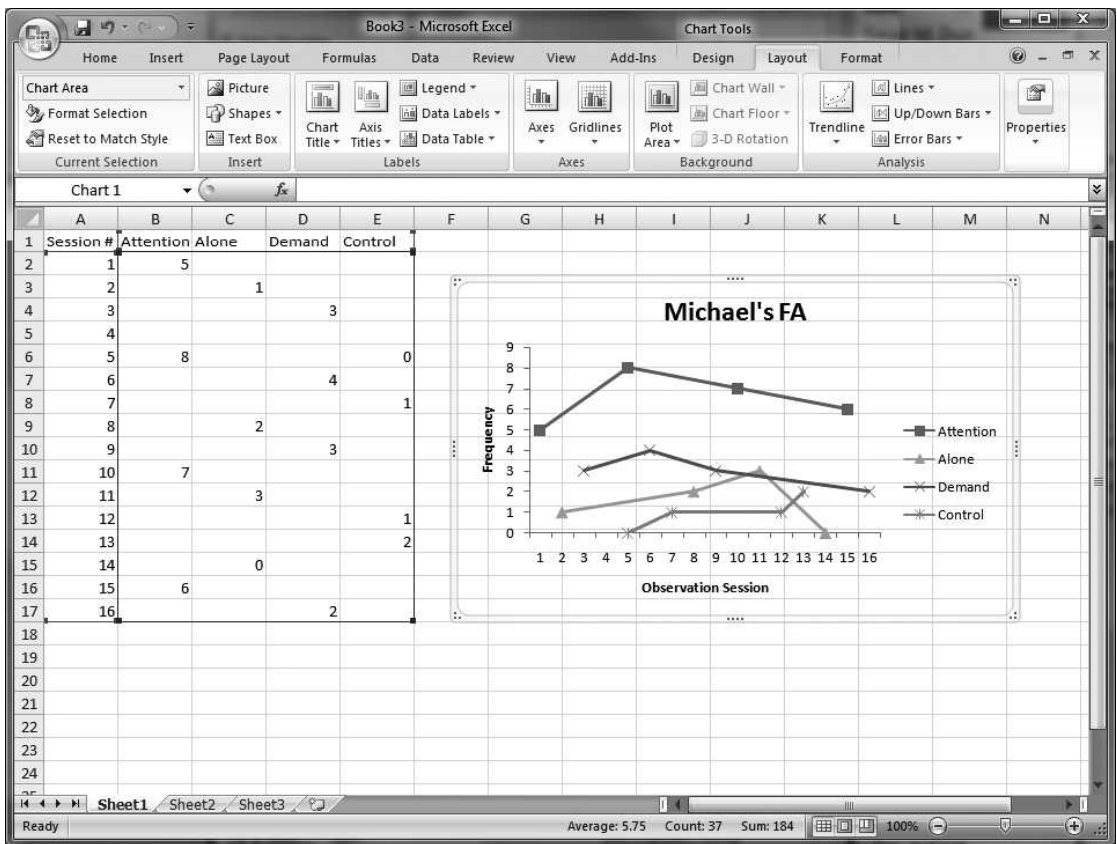 Book3 - Microsoft Excel
Chart Tools
Home Insert Page Layout Formulas Data Review View Add-Ins Design Layout Format
Chart Area
Format Selection
Reset to Match Style
Current Selection
Picture
Shapes
Text Box
Insert
Chart Title
Axis Titles
Legend
Data Labels
Data Table
Labels
Axes
Gridlines
Axes
Plot Area
Chart Wall
Chart Floor
3-D Rotation
Background
Trendline
Lines
Up/Down Bars
Error Bars
Analysis
Properties
Chart 1
fx
A B C D E F G H I J K L M N
1 Session # Attention Alone Demand Control
2 1 5
3 2 1
4 3 3
5 4
6 5 8 0
7 6 4
8 7 1
9 8 2
10 9 3
11 10 7
12 11 3
13 12 1
14 13 2
15 14 0
16 15 6
17 16 2
18
19
20
21
22
23
24
Michael's FA
Frequency
9
8
7
6
5
4
3
2
1
0
1 2 3 4 5 6 7 8 9 10 11 12 13 14 15 16
Observation Session
Attention
Alone
Demand
Control
Sheet1 Sheet2 Sheet3
Ready
Average: 5.75 Count: 37 Sum: 184 100%